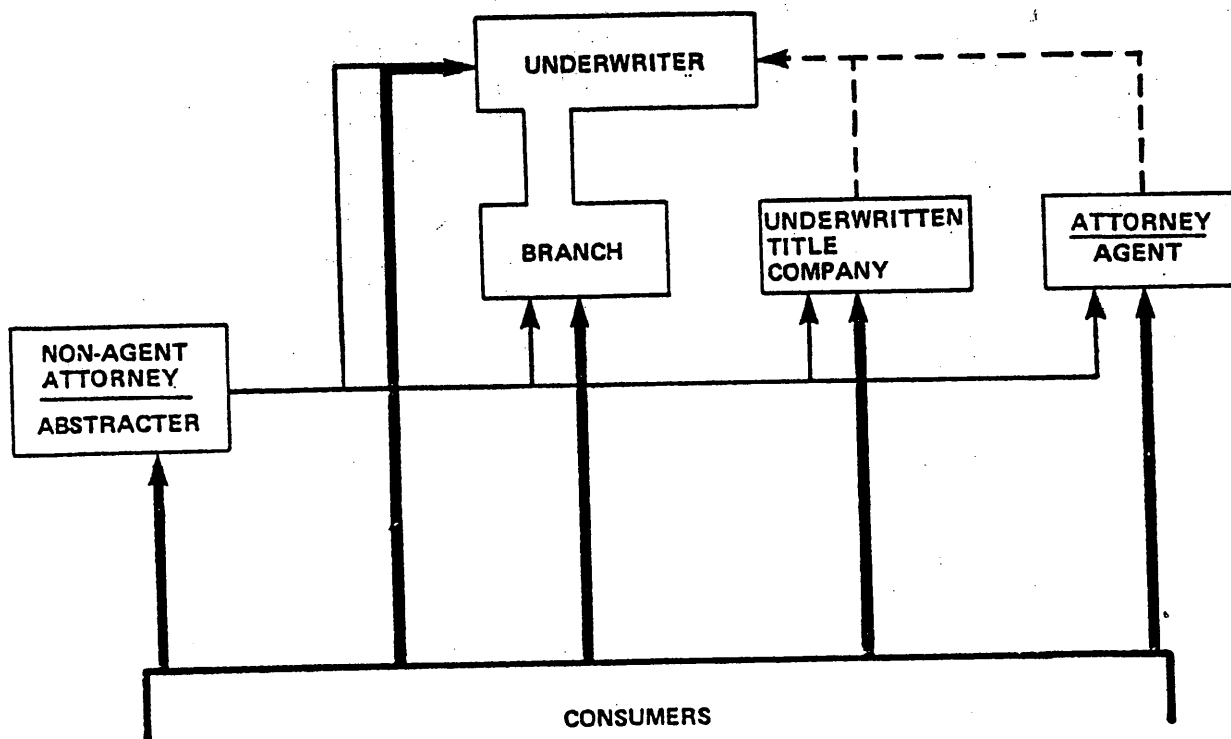 UNDERWRITER
BRANCH
UNDERWRITTEN
TITLE
COMPANY
ATTORNEY
AGENT
NON-AGENT
ATTORNEY
ABSTRACTER
CONSUMERS